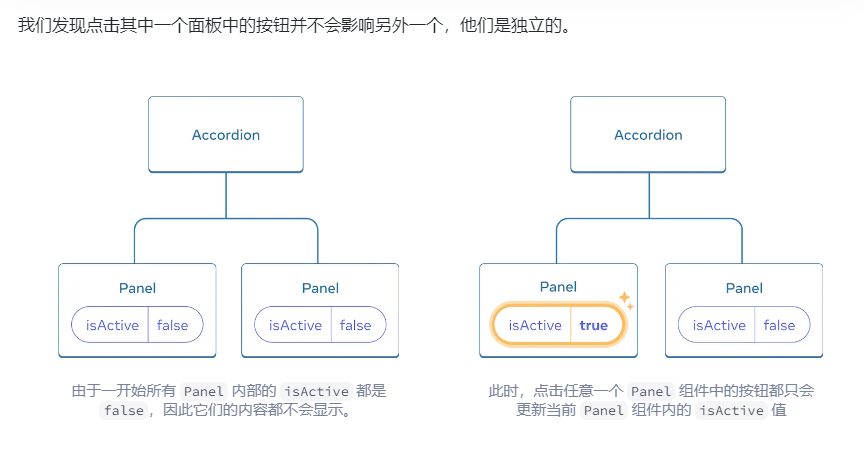 我们发现点击其中一个面板中的按钮并不会影响另外一个，他们是独立的。
Accordion
Panel
isActive false
Panel
isActive false
由于一开始所有 Panel 内部的 isActive 都是
false，因此它们的内容都不会显示。
Accordion
Panel
isActive true
Panel
isActive false
此时，点击任意一个 Panel 组件中的按钮都只会
更新当前 Panel 组件内的 isActive 值